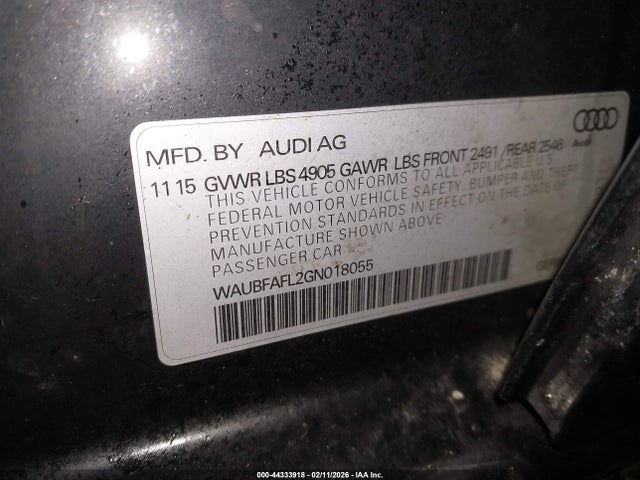 MFD. BY AUDI AG
Audi
11 15 GVWR LBS 4905 GAWR LBS FRONT 2491 / REAR 2546
THIS VEHICLE CONFORMS TO ALL APPLICABLE U.S.
FEDERAL MOTOR VEHICLE SAFETY, BUMPER AND THEFT
PREVENTION STANDARDS IN EFFECT ON THE DATE OF
MANUFACTURE SHOWN ABOVE
PASSENGER CAR
WAUBFAFL2GN018055
000-44333918 - 02/11/2026 - IAA Inc.